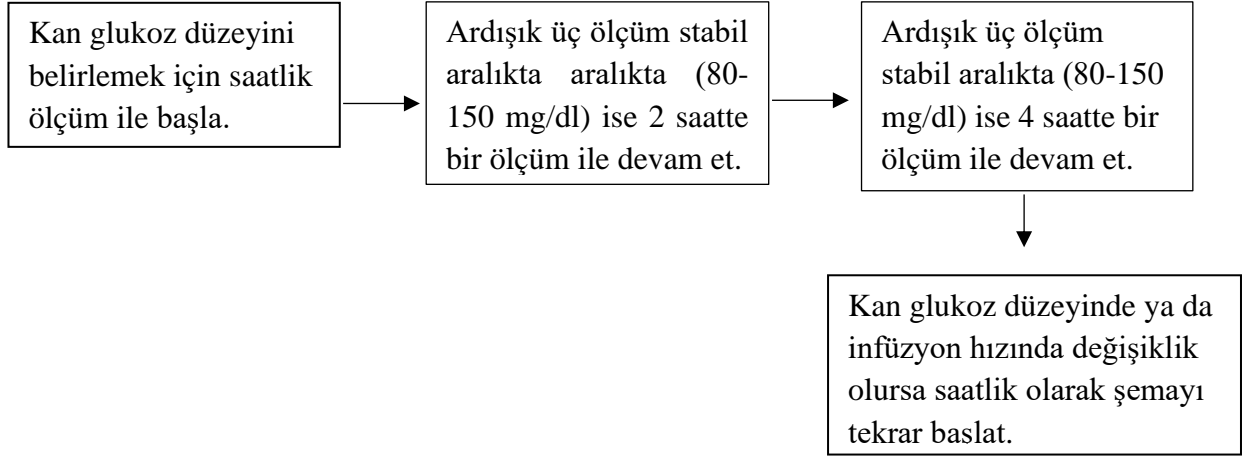 Kan glukoz düzeyini
belirlemek için saatlik
ölçüm ile başla.
Ardışık üç ölçüm stabil
aralıkta aralıkta (80-
150 mg/dl) ise 2 saatte
bir ölçüm ile devam et.
Ardışık üç ölçüm
stabil aralıkta (80-150
mg/dl) ise 4 saatte bir
ölçüm ile devam et.
Kan glukoz düzeyinde ya da
infüzyon hızında değişiklik
olursa saatlik olarak şemayı
tekrar başlat.